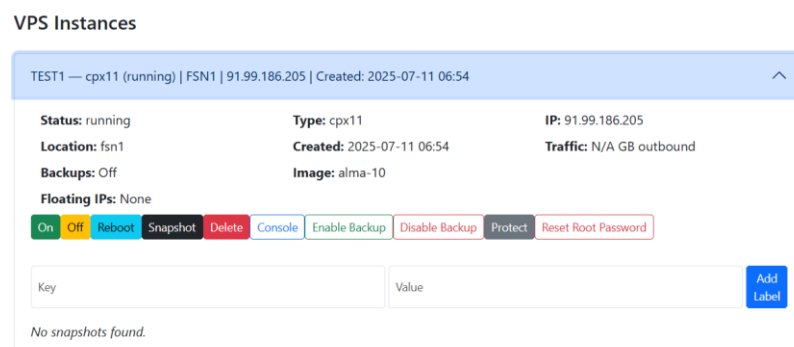 VPS Instances
TEST1 — cpx11 (running) | FSN1 | 91.99.186.205 | Created: 2025-07-11 06:54
Status: running Type: cpx11 IP: 91.99.186.205
Location: fsn1 Created: 2025-07-11 06:54 Traffic: N/A GB outbound
Backups: Off Image: alma-10
Floating IPs: None
On Off Reboot Snapshot Delete Console Enable Backup Disable Backup Protect Reset Root Password
Key Value Add Label
No snapshots found.